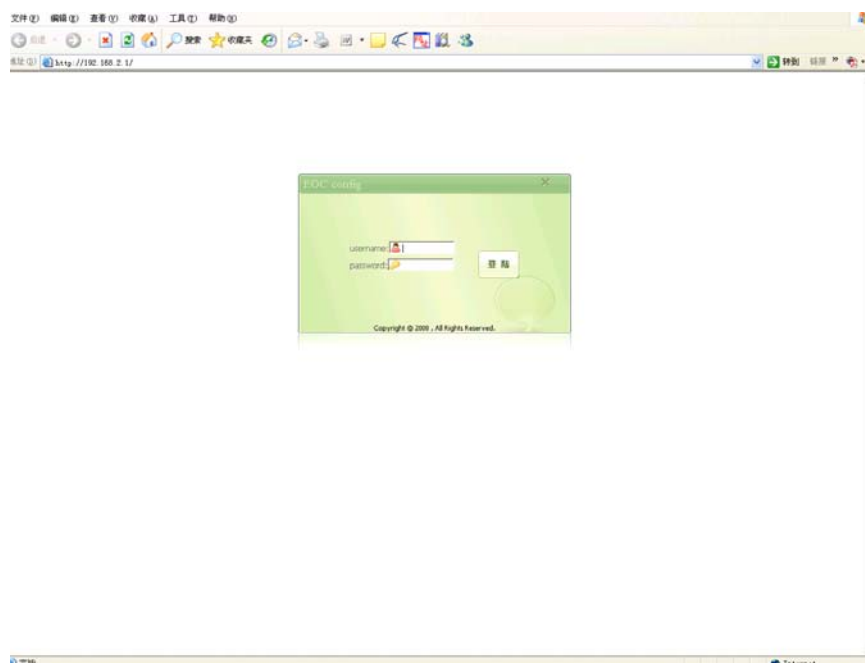 文件(F) 编辑(E) 查看(V) 收藏(A) 工具(T) 帮助(H)
搜索 收藏夹
http://192.168.2.1/ 转到 »
EOC config
username:
password:
登 陆
Copyright @ 2008 , All Rights Reserved.
Internet